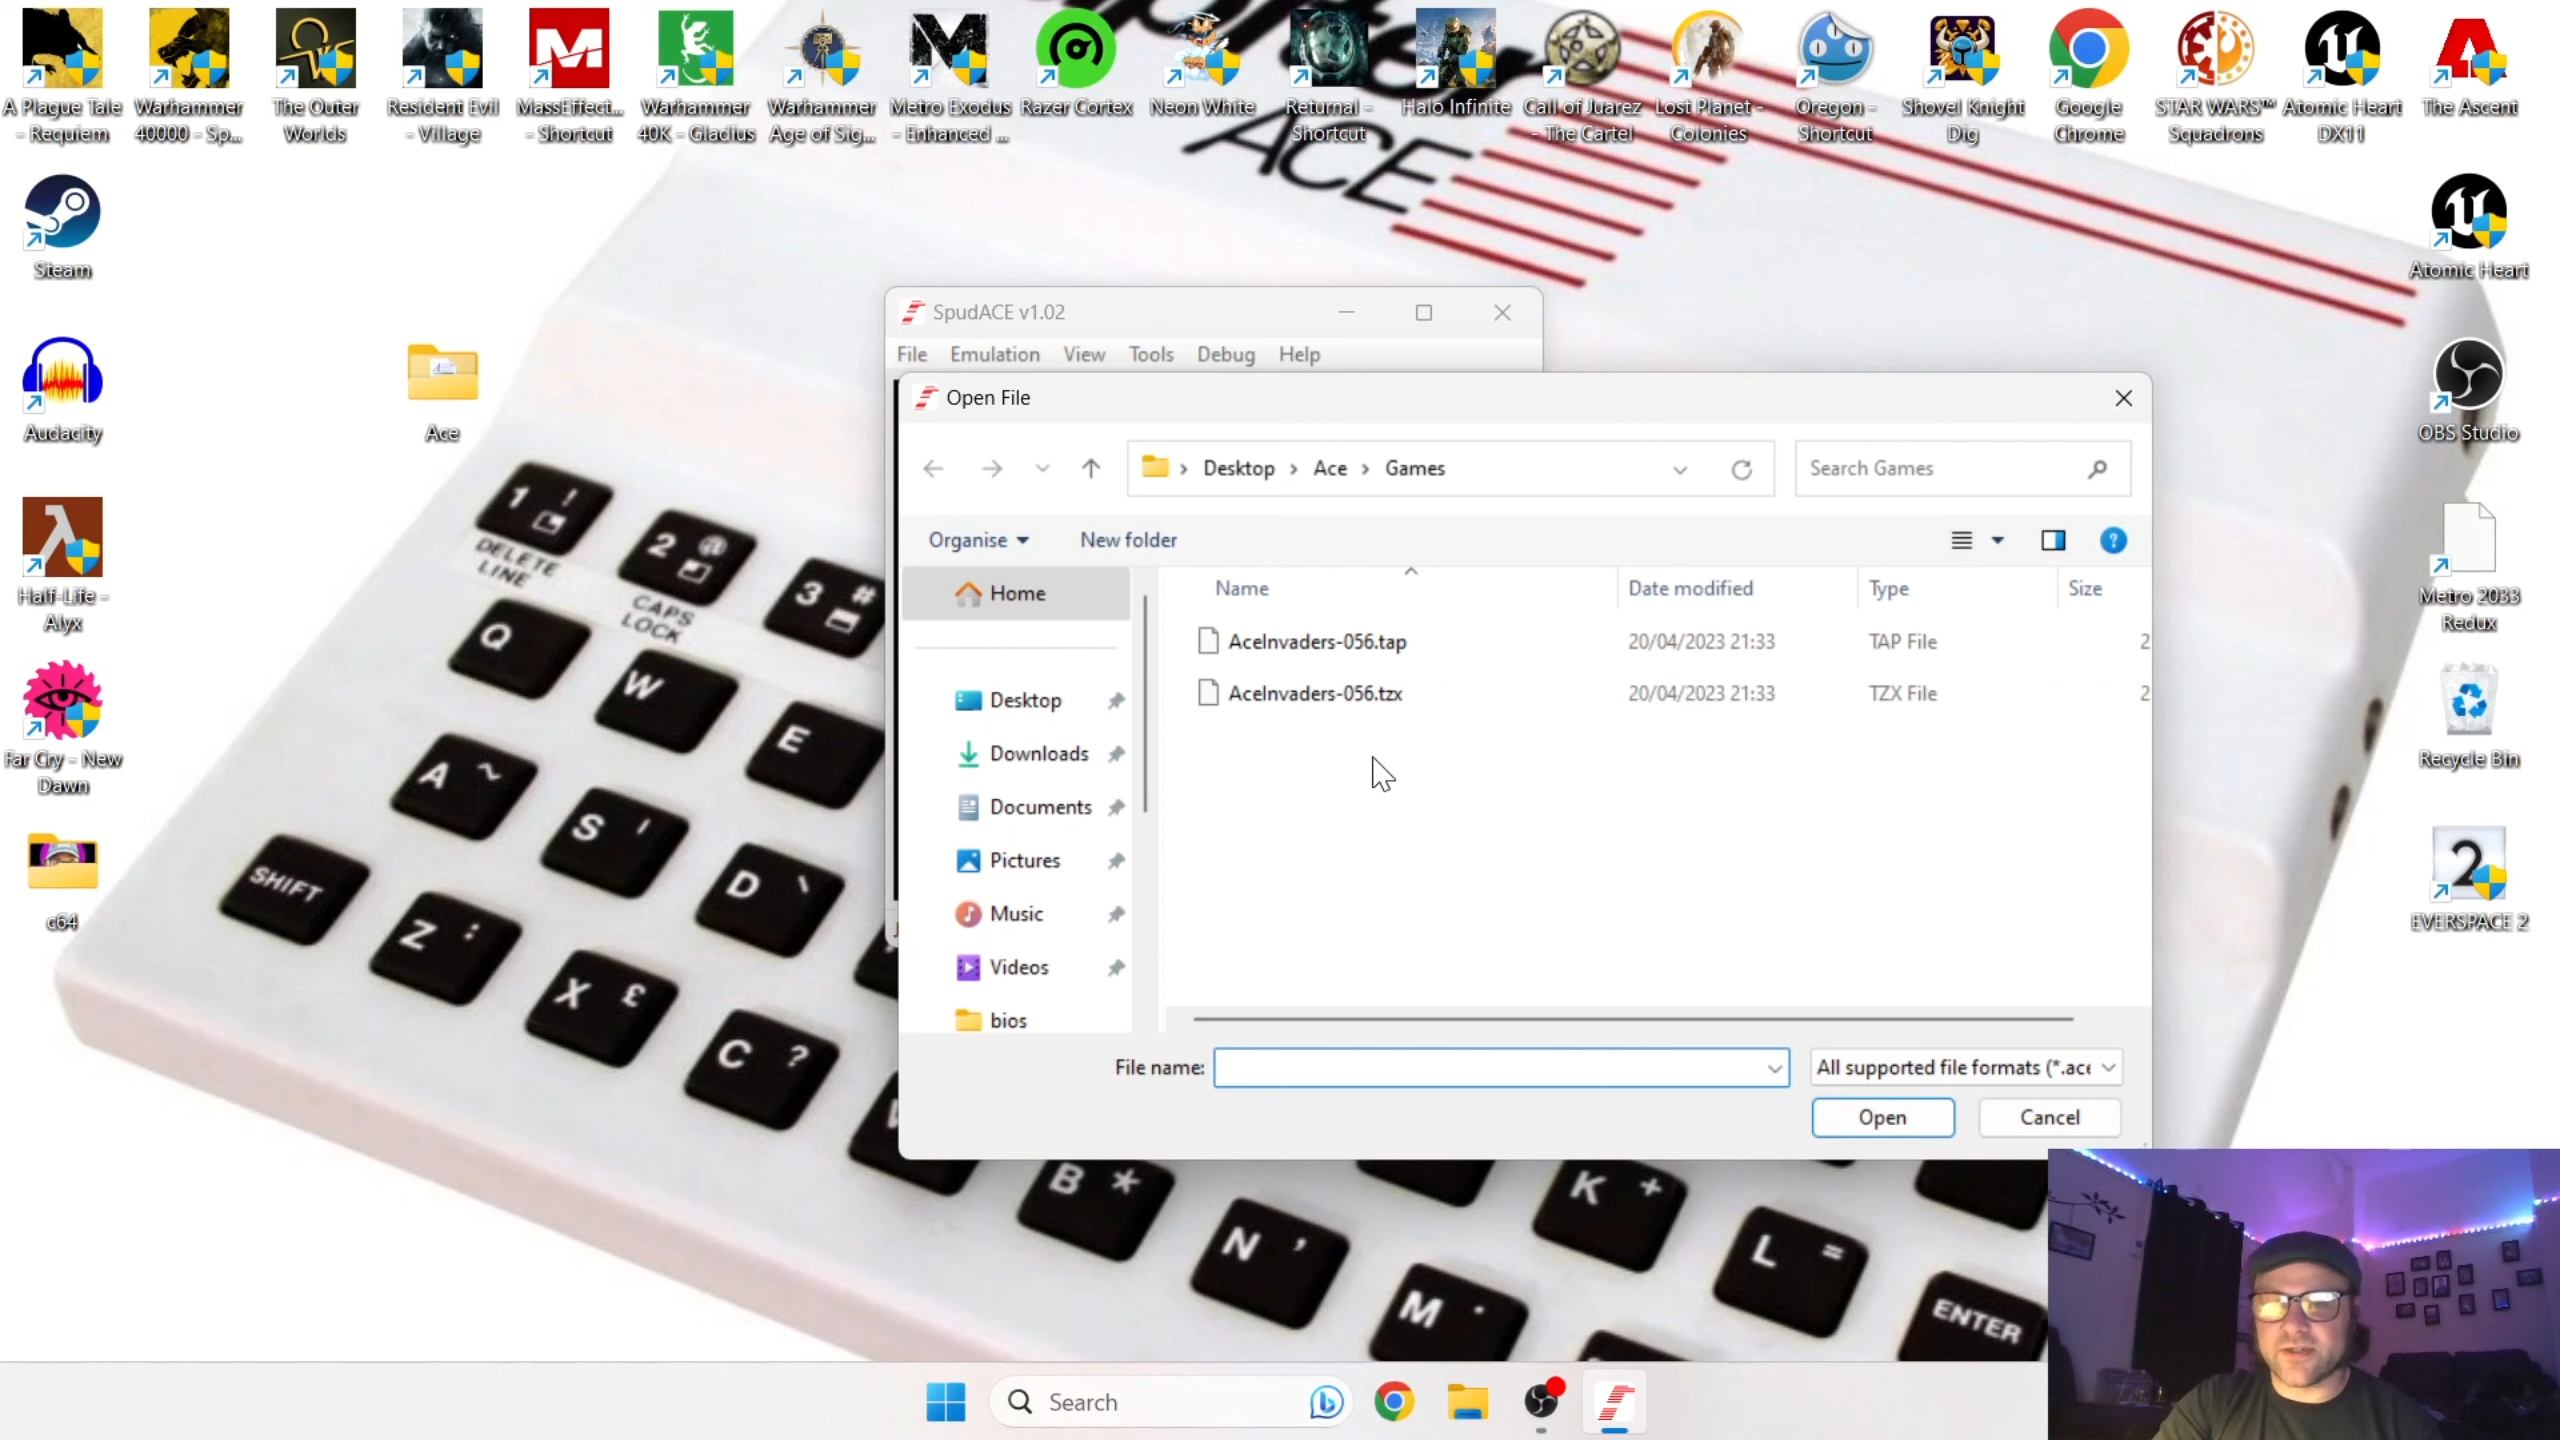 A Plague Tale - Requiem
Warhammer 40000 - Sp...
The Outer Worlds
Resident Evil - Village
MassEffect... - Shortcut
Warhammer 40K - Gladius
Warhammer Age of Sig...
Metro Exodus - Enhanced ...
Razer Cortex
Neon White
Returnal - Shortcut
Halo Infinite
Call of Juarez - The Cartel
Lost Planet - Colonies
Oregon - Shortcut
Shovel Knight Dig
Google Chrome
STAR WARS™ Squadrons
Atomic Heart DX11
The Ascent
ACE
Steam
Atomic Heart
SpudACE v1.02
File Emulation View Tools Debug Help
Audacity
Ace
OBS Studio
Open File
Desktop > Ace > Games
Search Games
Organise
New folder
Half-Life - Alyx
Metro 2033 Redux
Home
Name
Date modified
Type
Size
AceInvaders-056.tap 20/04/2023 21:33 TAP File 2
AceInvaders-056.tzx 20/04/2023 21:33 TZX File 2
Desktop
Downloads
Documents
Pictures
Music
Videos
bios
Far Cry - New Dawn
Recycle Bin
c64
2
EVERSPACE 2
File name:
All supported file formats (*.ace
Open
Cancel
1 !
DELETE LINE
2 @
CAPS LOCK
3 #
Q
W
E
A ~
S
D \
SHIFT
Z :
X £
C ?
B *
N ,
M .
K +
L =
ENTER
Search